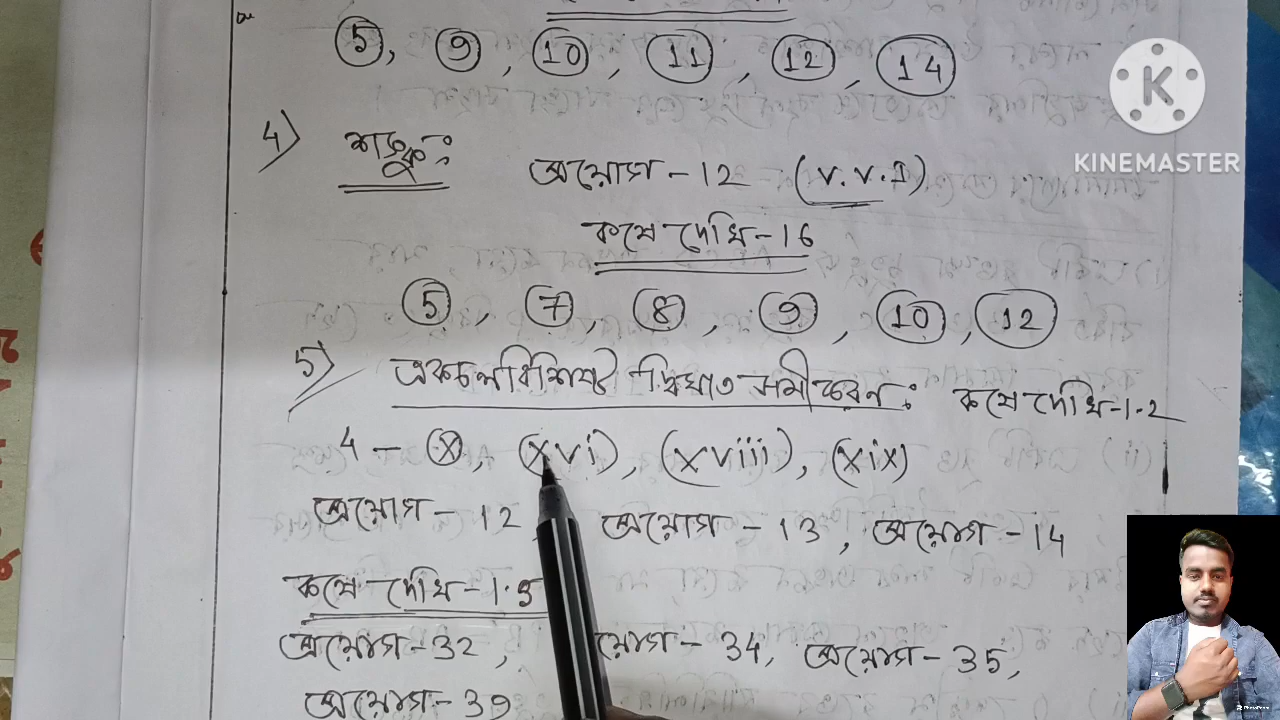 5, 9, 10, 11, 12, 14
K
KINEMASTER
4) শঙ্কু:
প্রয়োগ - 12 (V.V.I)
কষে দেখি - 16
5, 7, 8, 9, 10, 12
5) একচলবিশিষ্ট দ্বিঘাত সমীকরণ: কষে দেখি - 1.2
4 - (x), (xvi), (xviii), (xix)
প্রয়োগ - 12, প্রয়োগ - 13, প্রয়োগ - 14
কষে দেখি - 1.3
প্রয়োগ - 32, য়োগ - 34, প্রয়োগ - 35,
প্রয়োগ - 39